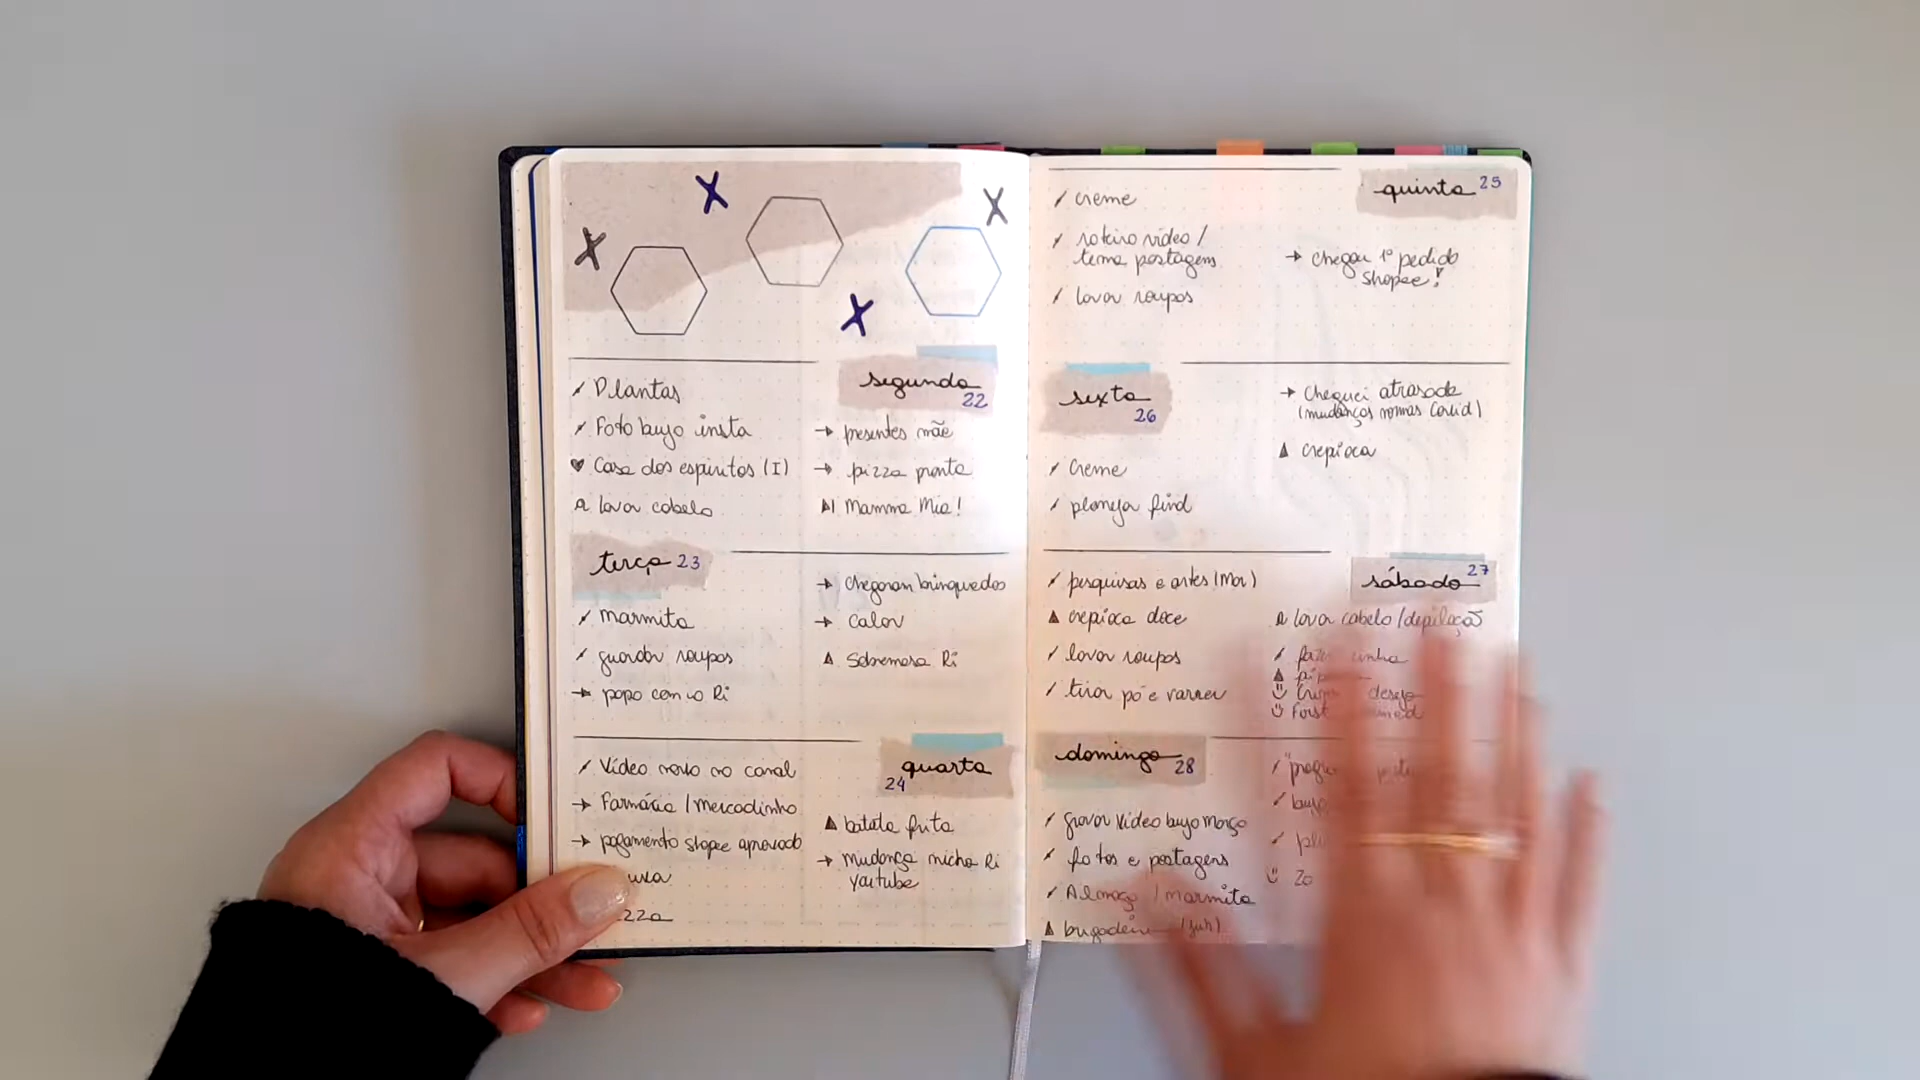 segunda 22
Plantas
Foto bujo insta
Casa dos espíritos (I)
lavar cabelo
presentes mãe
pizza pronta
Mamma Mia!
terça 23
marmita
guardar roupas
papo com o Ri
chegaram brinquedos
calor
Sobremesa Ri
quarta
24
Vídeo novo no canal
Farmácia / mercadinho
pagamento shopee aprovado
batata frita
mudança nicho Ri
youtube
quinta 25
creme
roteiro vídeo /
tema postagens
lavar roupas
chegou 1º pedido
shopee!
sexta
26
Creme
planeja find
Cheguei atrasada
(mudanças normas Covid)
crepioca
sábado 27
pesquisas e artes (Mar)
crepioca doce
lavar roupas
tirar pó e varrer
lavar cabelo / depilação
domingo 28
gravar vídeo bujo março
fotos e postagens
Almoço / marmita